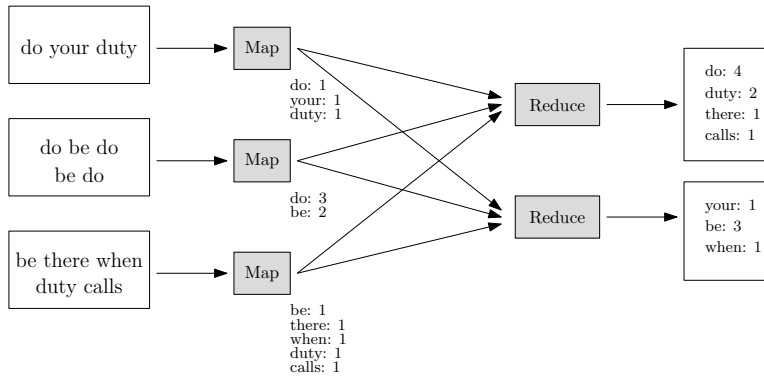 do your duty
Map
do: 1
your: 1
duty: 1
do be do
be do
Map
do: 3
be: 2
be there when
duty calls
Map
be: 1
there: 1
when: 1
duty: 1
calls: 1
Reduce
do: 4
duty: 2
there: 1
calls: 1
Reduce
your: 1
be: 3
when: 1